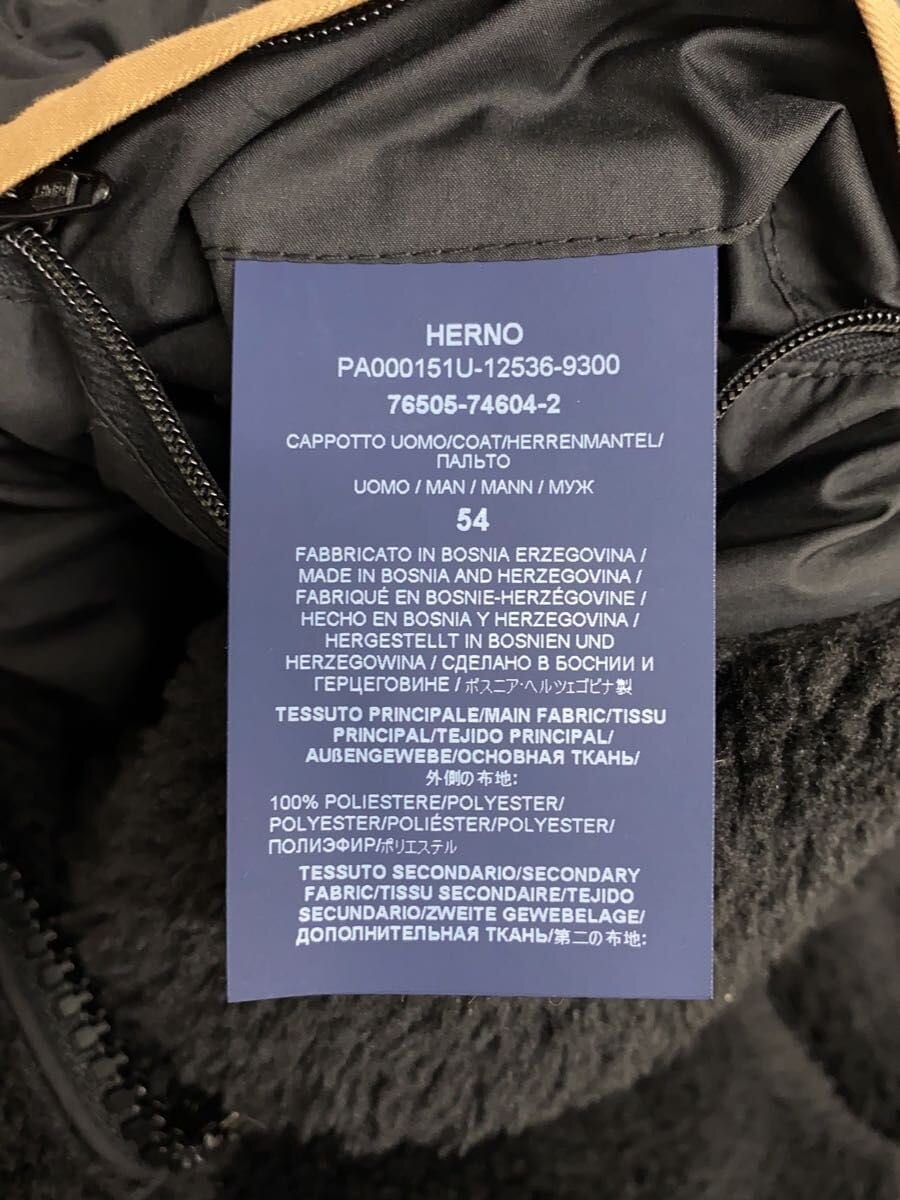 HERNO
PA000151U-12536-9300
76505-74604-2
CAPPOTTO UOMO/COAT/HERRENMANTEL/
ПАЛЬТО
UOMO / MAN / MANN / МУЖ
54
FABBRICATO IN BOSNIA ERZEGOVINA /
MADE IN BOSNIA AND HERZEGOVINA /
FABRIQUÉ EN BOSNIE-HERZÉGOVINE /
HECHO EN BOSNIA Y HERZEGOVINA /
HERGESTELLT IN BOSNIEN UND
HERZEGOWINA / СДЕЛАНО В БОСНИИ И
ГЕРЦЕГОВИНЕ / ボスニア・ヘルツェゴビナ製
TESSUTO PRINCIPALE/MAIN FABRIC/TISSU
PRINCIPAL/TEJIDO PRINCIPAL/
AUßENGEWEBE/ОСНОВНАЯ ТКАНЬ/
外側の布地:
100% POLIESTERE/POLYESTER/
POLYESTER/POLIÉSTER/POLYESTER/
ПОЛИЭФИР/ポリエステル
TESSUTO SECONDARIO/SECONDARY
FABRIC/TISSU SECONDAIRE/TEJIDO
SECUNDARIO/ZWEITE GEWEBELAGE/
ДОПОЛНИТЕЛЬНАЯ ТКАНЬ/第二の布地: